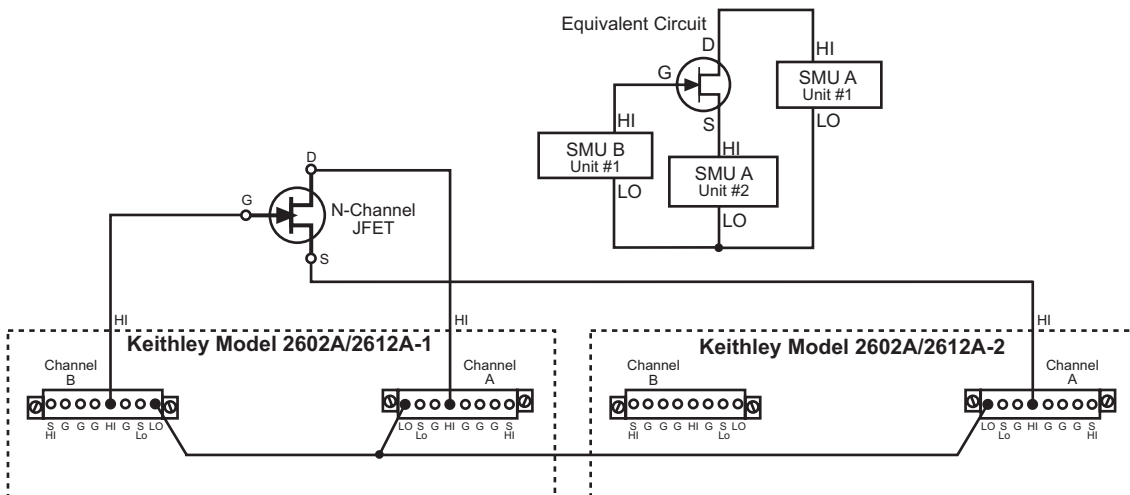 Equivalent Circuit
D
HI
G
SMU A
Unit #1
S
LO
HI
SMU B
Unit #1
HI
SMU A
Unit #2
LO
LO
D
G
N-Channel
JFET
S
HI
HI
HI
Keithley Model 2602A/2612A-1
Keithley Model 2602A/2612A-2
Channel
B
Channel
A
Channel
B
Channel
A
S HI G G G HI G S Lo LO
LO S Lo G HI G G G S HI
S HI G G G HI G S Lo LO
LO S Lo G HI G G G S HI